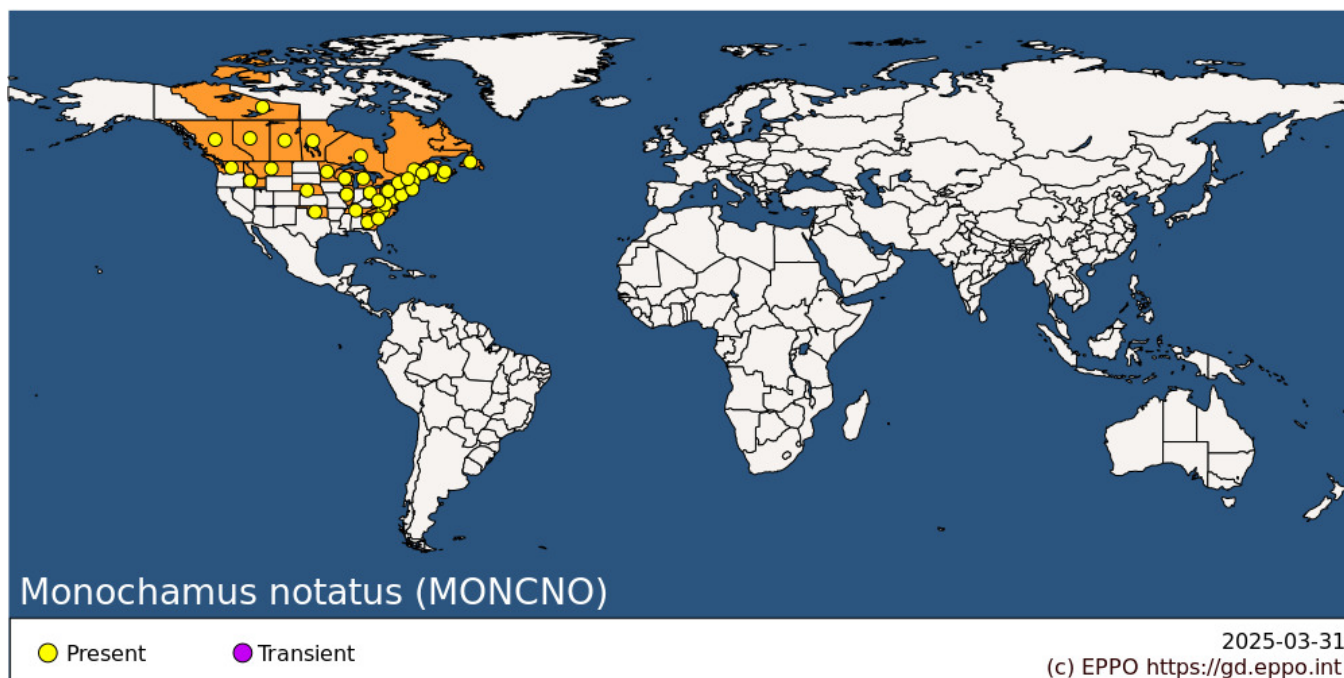 Monochamus notatus (MONCNO)
Present
Transient
2025-03-31
(c) EPPO https://gd.eppo.int